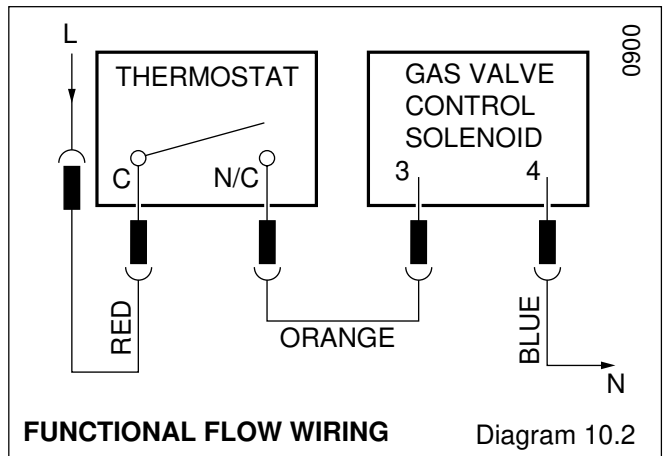 L
THERMOSTAT
C
N/C
GAS VALVE
CONTROL
SOLENOID
3
4
0900
RED
ORANGE
BLUE
N
FUNCTIONAL FLOW WIRING
Diagram 10.2